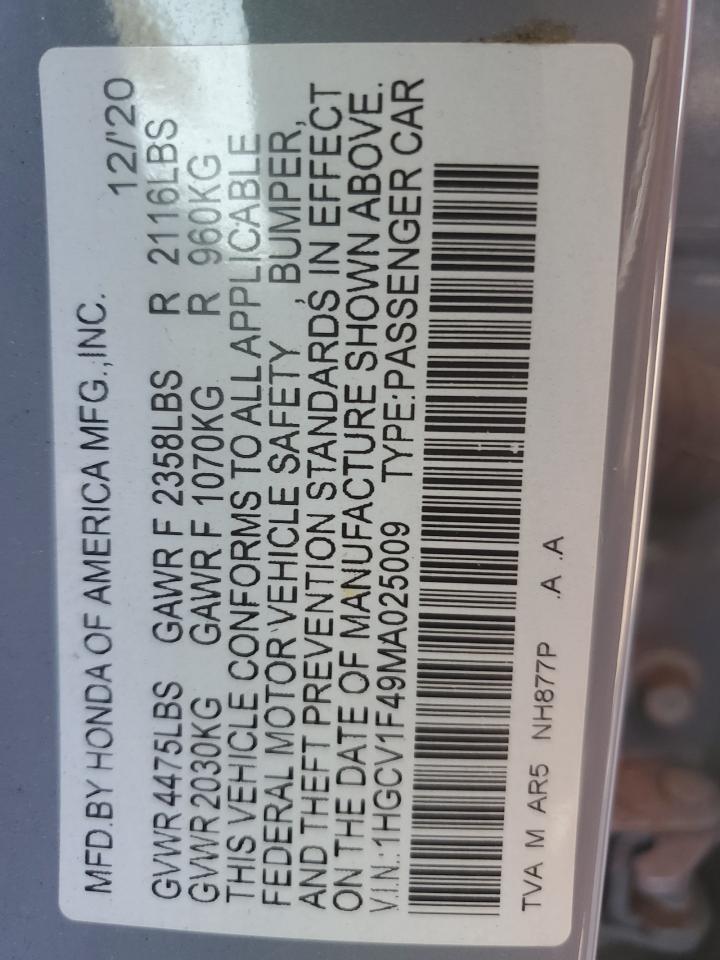 MFD.BY HONDA OF AMERICA MFG.,INC. 12/'20
GVWR 4475LBS GAWR F 2358LBS R 2116LBS
GVWR 2030KG GAWR F 1070KG R 960KG
THIS VEHICLE CONFORMS TO ALL APPLICABLE
FEDERAL MOTOR VEHICLE SAFETY, BUMPER,
AND THEFT PREVENTION STANDARDS IN EFFECT
ON THE DATE OF MANUFACTURE SHOWN ABOVE.
V.I.N.:1HGCV1F49MA025009 TYPE:PASSENGER CAR
TVA M AR5 NH877P .A .A